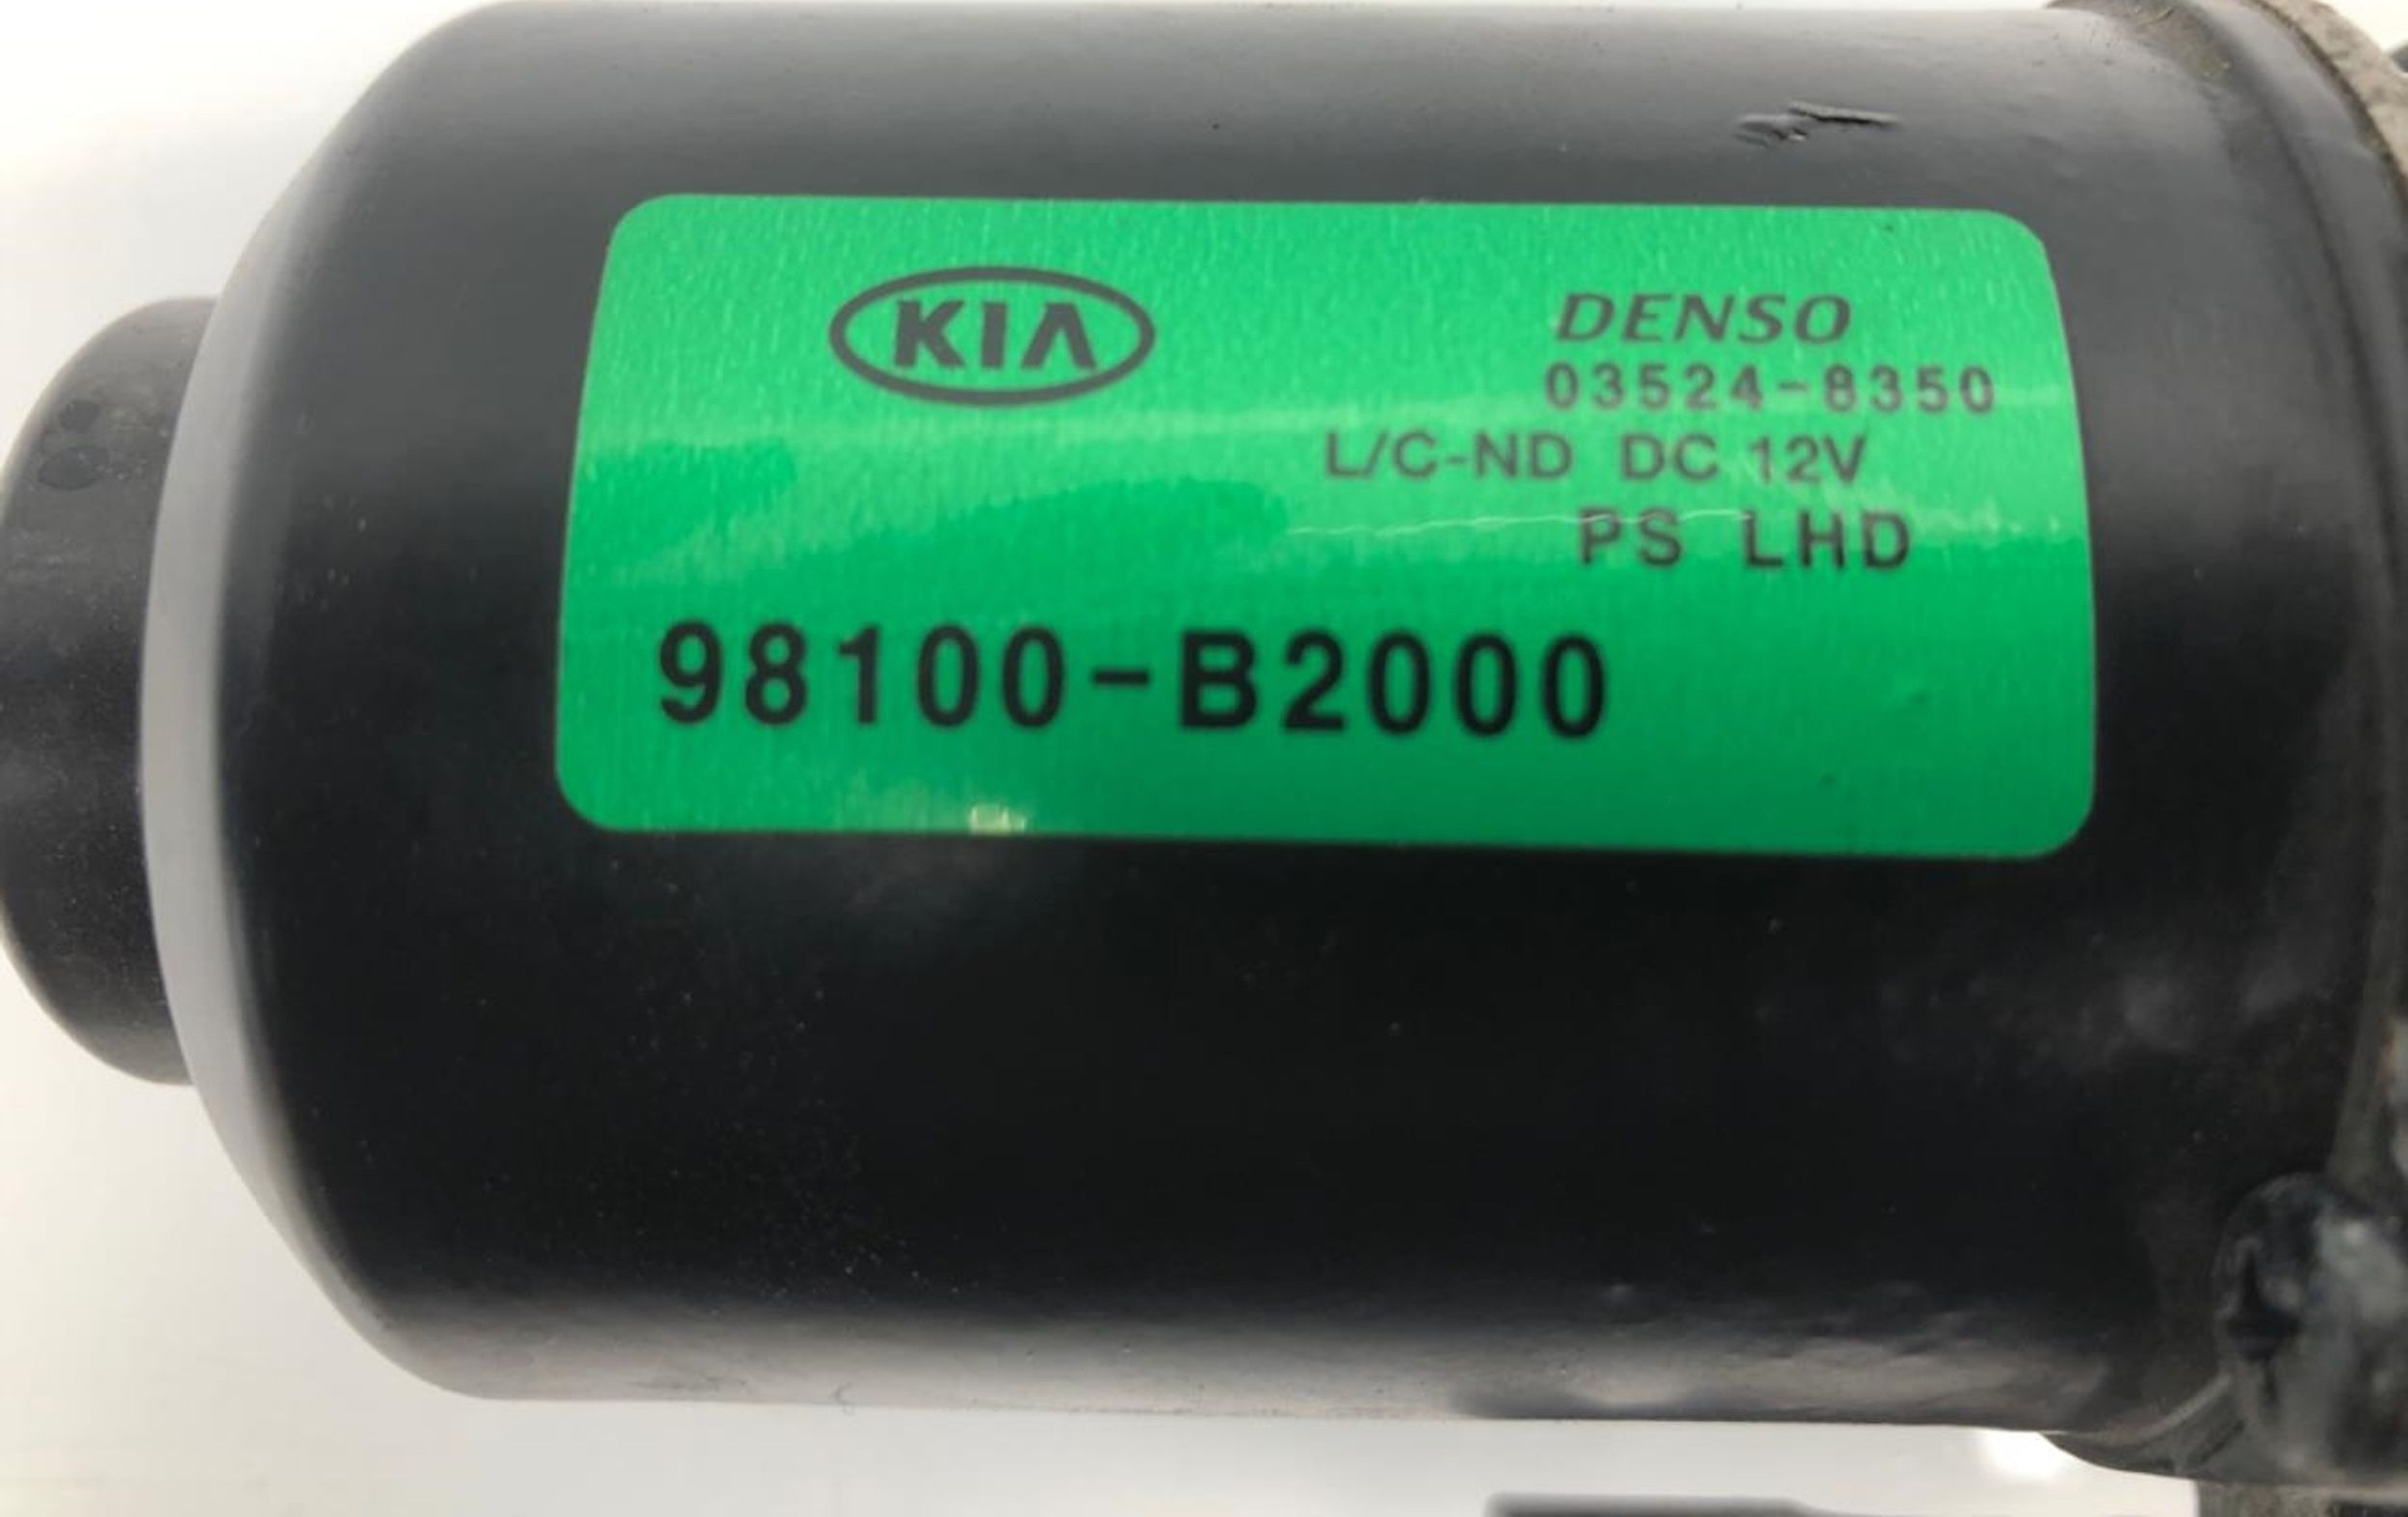 KIA
DENSO
03524-8350
L/C-ND DC 12V
PS LHD
98100-B2000